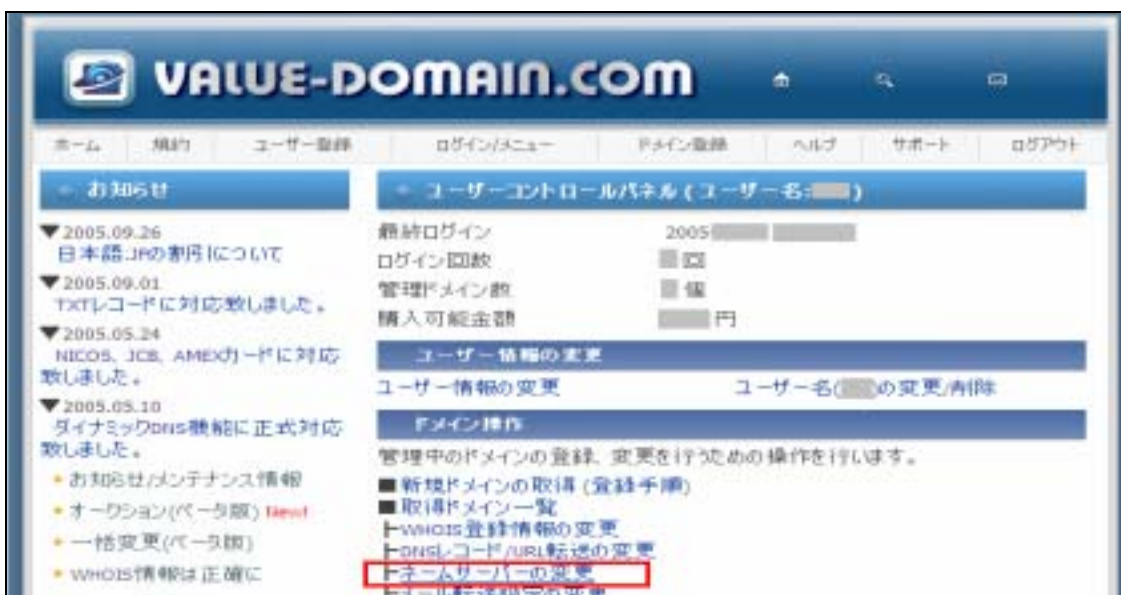 VALUE-DOMAIN.COM
ホーム 規約 ユーザー登録 ログイン/メニュー ドメイン登録 ヘルプ サポート ログアウト
お知らせ
▼2005.09.26
日本語.JPの割引について
▼2005.09.01
TXTレコードに対応致しました。
▼2005.05.24
NICOS、JCB、AMEXカードに対応
致しました。
▼2005.05.10
ダイナミックDNS機能に正式対応
致しました。
お知らせ/メンテナンス情報
オークション(ベータ版) New!
一括変更(ベータ版)
WHOIS情報は正確に
ユーザーコントロールパネル (ユーザー名: )
最終ログイン 2005
ログイン回数 回
管理ドメイン数 個
購入可能金額 円
ユーザー情報の変更
ユーザー情報の変更 ユーザー名( )の変更/削除
ドメイン操作
管理中のドメインの登録、変更を行うための操作を行います。
■新規ドメインの取得 (登録手順)
■取得ドメイン一覧
├WHOIS登録情報の変更
├DNSレコード/URL転送の変更
├ネームサーバーの変更
├メール転送設定の変更